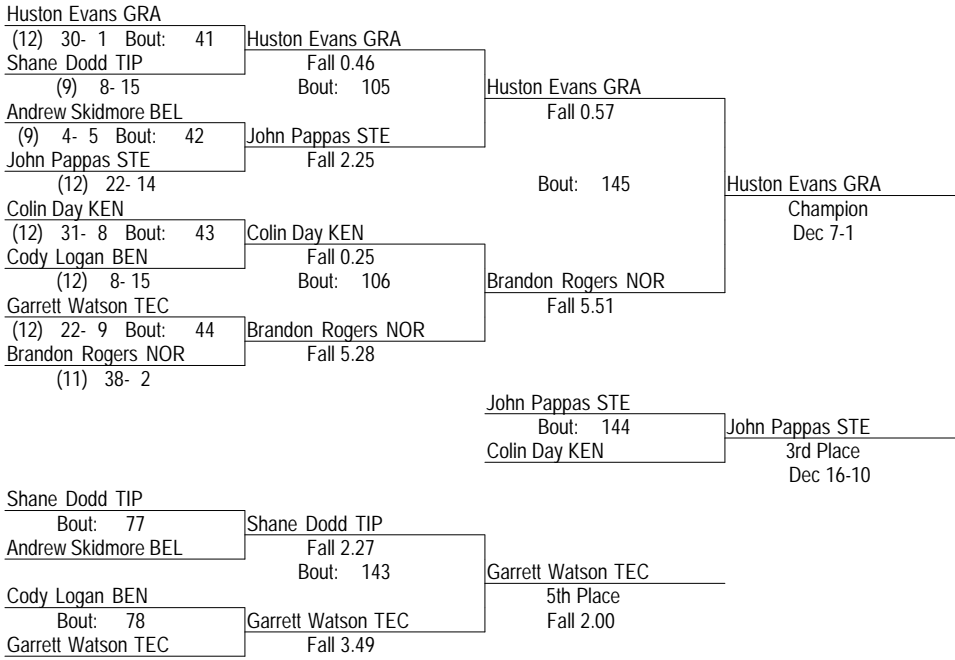 Huston Evans GRA
(12) 30- 1 Bout: 41
Shane Dodd TIP
(9) 8- 15
Andrew Skidmore BEL
(9) 4- 5 Bout: 42
John Pappas STE
(12) 22- 14
Colin Day KEN
(12) 31- 8 Bout: 43
Cody Logan BEN
(12) 8- 15
Garrett Watson TEC
(12) 22- 9 Bout: 44
Brandon Rogers NOR
(11) 38- 2
Huston Evans GRA
Fall 0.46
Bout: 105
John Pappas STE
Fall 2.25
Colin Day KEN
Fall 0.25
Bout: 106
Brandon Rogers NOR
Fall 5.28
Huston Evans GRA
Fall 0.57
Bout: 145
Brandon Rogers NOR
Fall 5.51
Huston Evans GRA
Champion
Dec 7-1
John Pappas STE
Bout: 144
Colin Day KEN
John Pappas STE
3rd Place
Dec 16-10
Shane Dodd TIP
Bout: 77
Andrew Skidmore BEL
Cody Logan BEN
Bout: 78
Garrett Watson TEC
Shane Dodd TIP
Fall 2.27
Bout: 143
Garrett Watson TEC
Fall 3.49
Garrett Watson TEC
5th Place
Fall 2.00